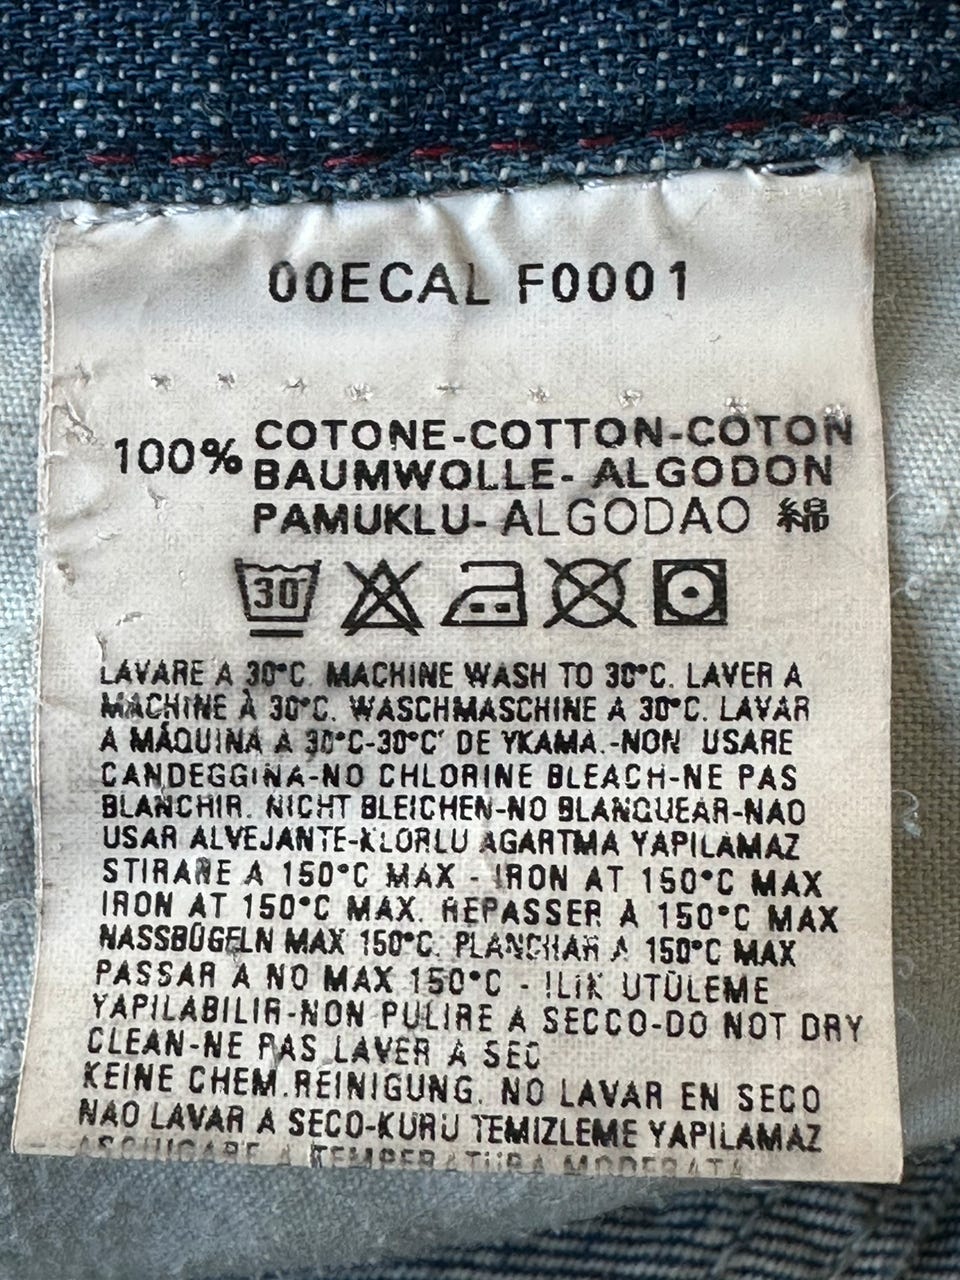 00ECAL F0001
100% COTONE-COTTON-COTON
BAUMWOLLE- ALGODON
PAMUKLU- ALGODAO 綿
30°
LAVARE A 30°C. MACHINE WASH TO 30°C. LAVER A
MACHINE À 30°C. WASCHMASCHINE A 30°C. LAVAR
A MÁQUINA A 30°C-30°C' DE YKAMA.-NON USARE
CANDEGGINA-NO CHLORINE BLEACH-NE PAS
BLANCHIR. NICHT BLEICHEN-NO BLANQUEAR-NAO
USAR ALVEJANTE-KLORLU AGARTMA YAPILAMAZ
STIRARE A 150°C MAX - IRON AT 150°C MAX
IRON AT 150°C MAX. REPASSER A 150°C MAX
NASSBÜGELN MAX 150°C. PLANCHAR A 150°C MAX
PASSAR A NO MAX 150°C - ILIK UTÜLEME
YAPILABILIR-NON PULIRE A SECCO-DO NOT DRY
CLEAN-NE PAS LAVER A SEC
KEINE CHEM.REINIGUNG. NO LAVAR EN SECO
NAO LAVAR A SECO-KURU TEMIZLEME YAPILAMAZ
ASCIUGARE A TEMPERATURA MODERATA